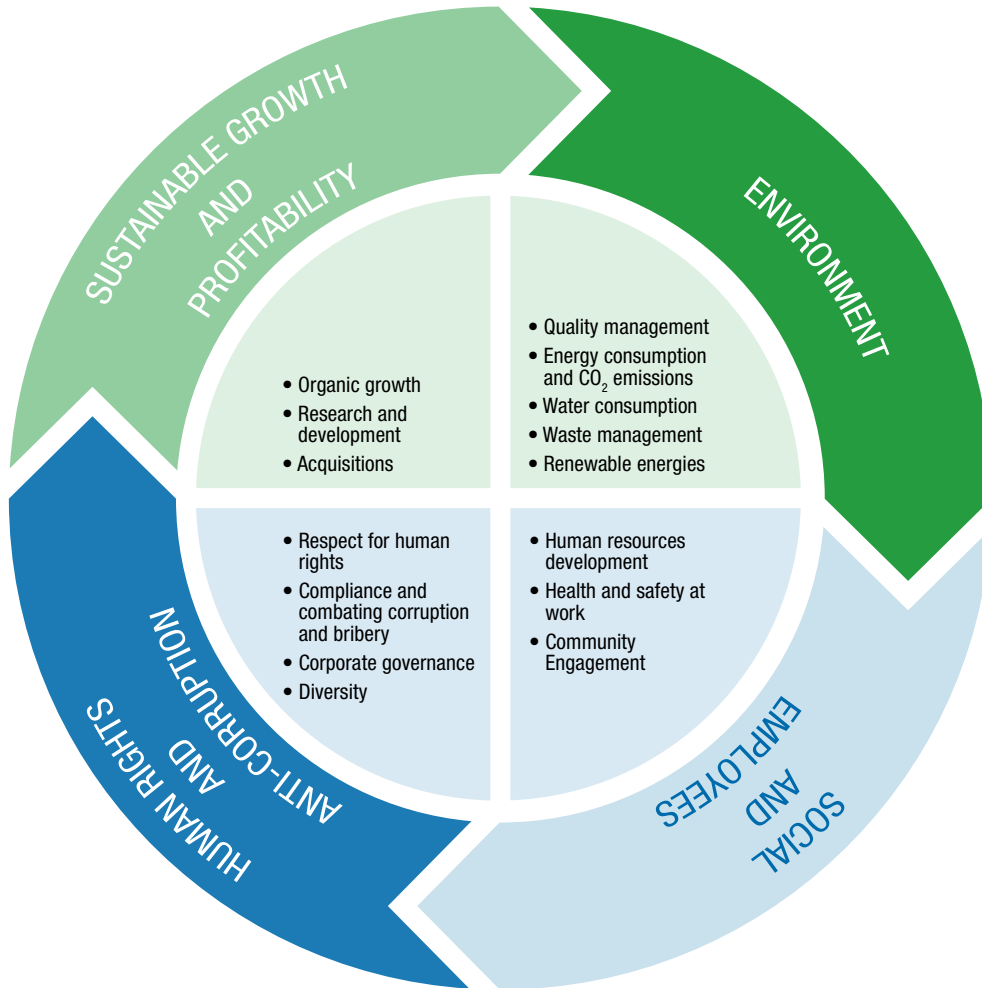 SUSTAINABLE GROWTH
AND
PROFITABILITY
ENVIRONMENT
• Organic growth
• Research and
development
• Acquisitions
• Quality management
• Energy consumption
and CO₂ emissions
• Water consumption
• Waste management
• Renewable energies
• Respect for human
rights
• Compliance and
combating corruption
and bribery
• Corporate governance
• Diversity
• Human resources
development
• Health and safety at
work
• Community
Engagement
HUMAN RIGHTS
AND
ANTI-CORRUPTION
SOCIAL
AND
EMPLOYEES